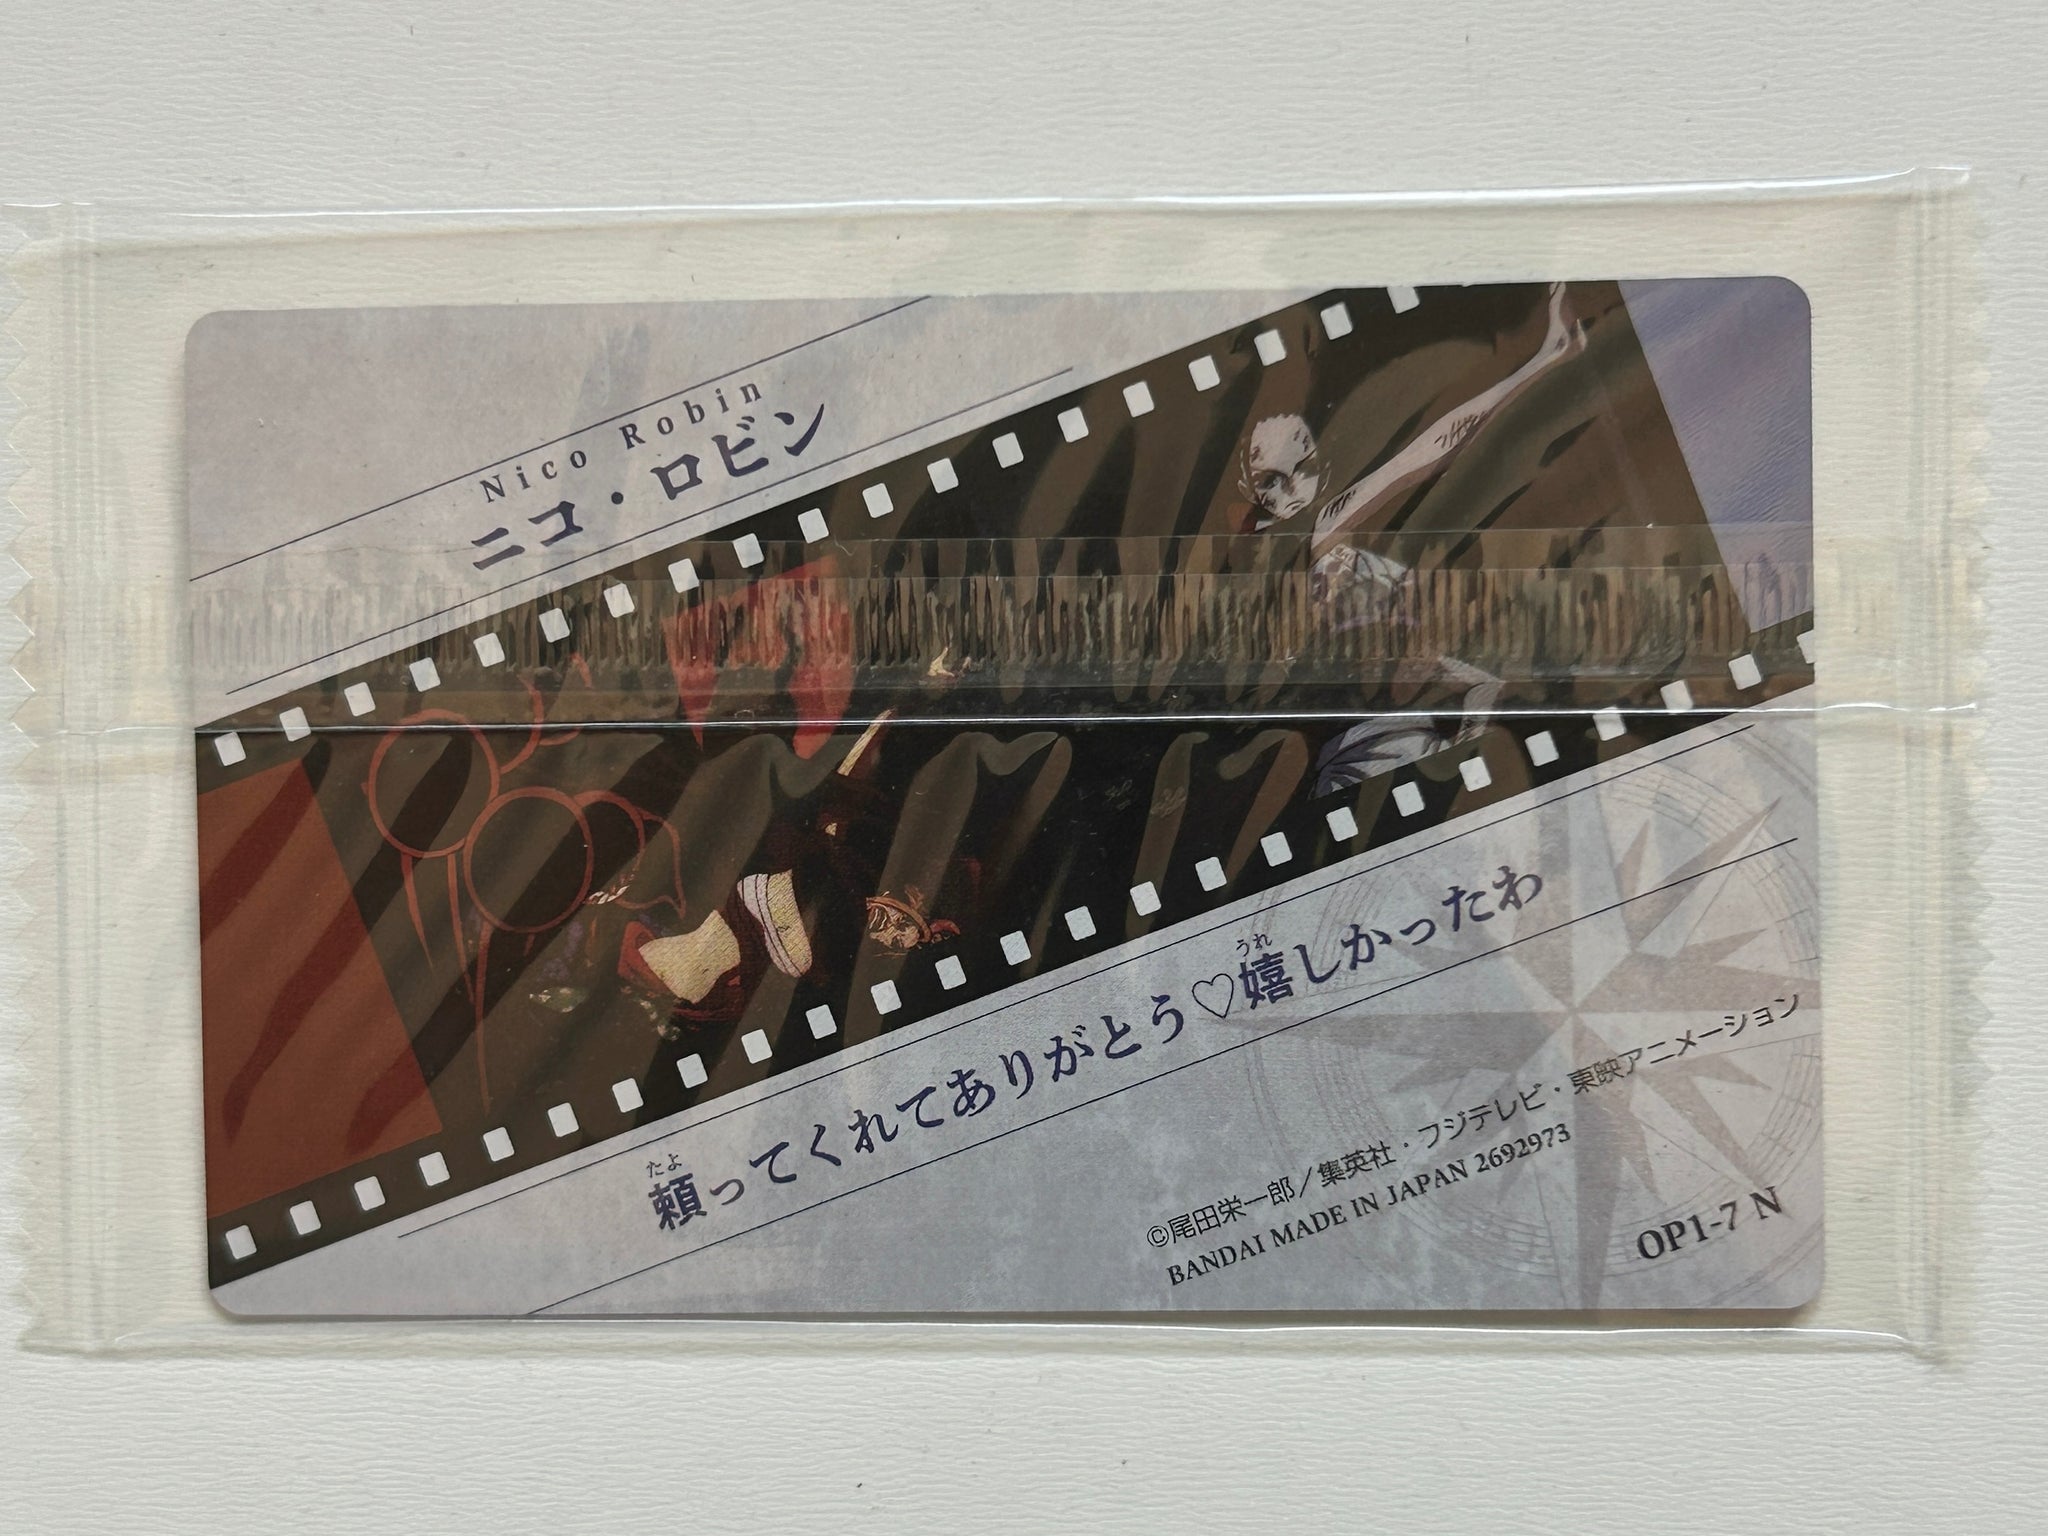 Nico Robin
ニコ・ロビン
頼ってくれてありがとう♡嬉しかったわ
たよ
うれ
©尾田栄一郎／集英社・フジテレビ・東映アニメーション
BANDAI MADE IN JAPAN 2692973
OP1-7 N